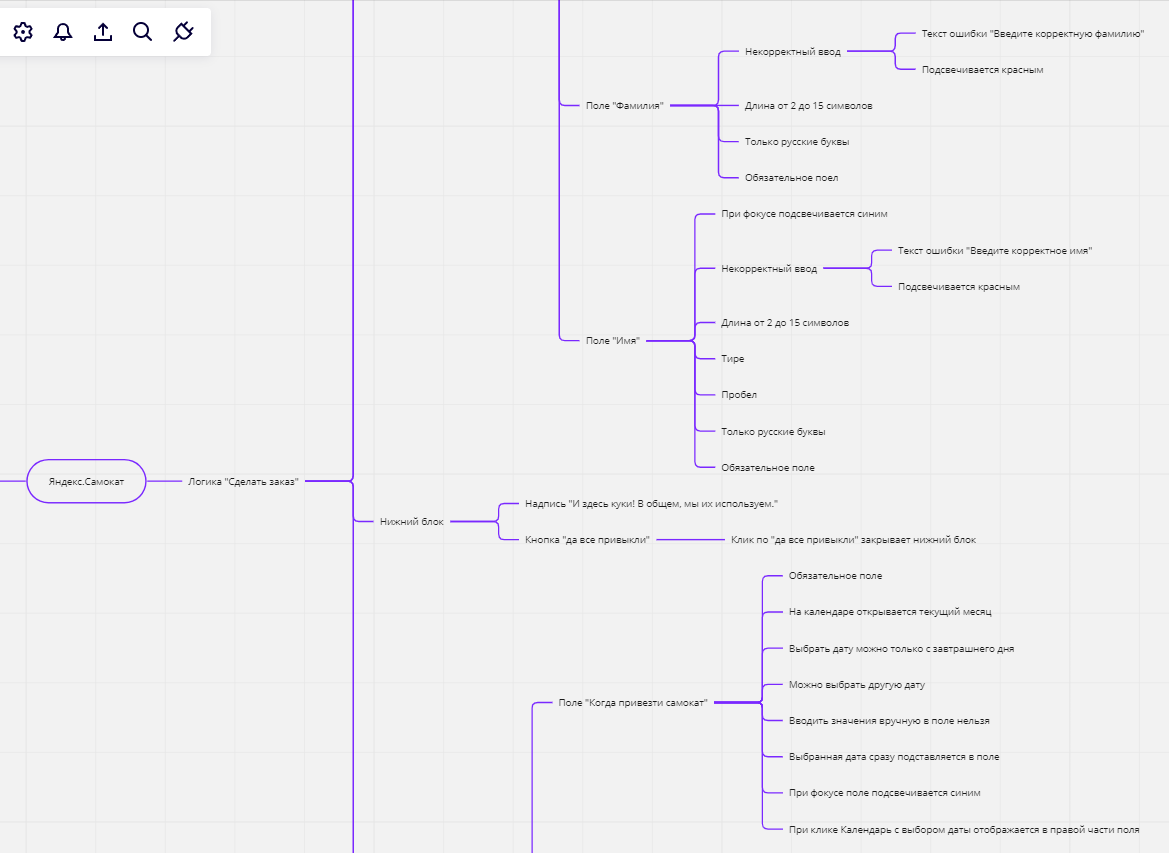 Текст ошибки "Введите корректную фамилию"
Некорректный ввод
Подсвечивается красным
Поле "Фамилия"
Длина от 2 до 15 символов
Только русские буквы
Обязательное поел
При фокусе подсвечивается синим
Текст ошибки "Введите корректное имя"
Некорректный ввод
Подсвечивается красным
Длина от 2 до 15 символов
Поле "Имя"
Тире
Пробел
Только русские буквы
Обязательное поле
Яндекс.Самокат
Логика "Сделать заказ"
Надпись "И здесь куки! В общем, мы их используем."
Нижний блок
Кнопка "да все привыкли"
Клик по "да все привыкли" закрывает нижний блок
Обязательное поле
На календаре открывается текущий месяц
Выбрать дату можно только с завтрашнего дня
Можно выбрать другую дату
Поле "Когда привезти самокат"
Вводить значения вручную в поле нельзя
Выбранная дата сразу подставляется в поле
При фокусе поле подсвечивается синим
При клике Календарь с выбором даты отображается в правой части поля